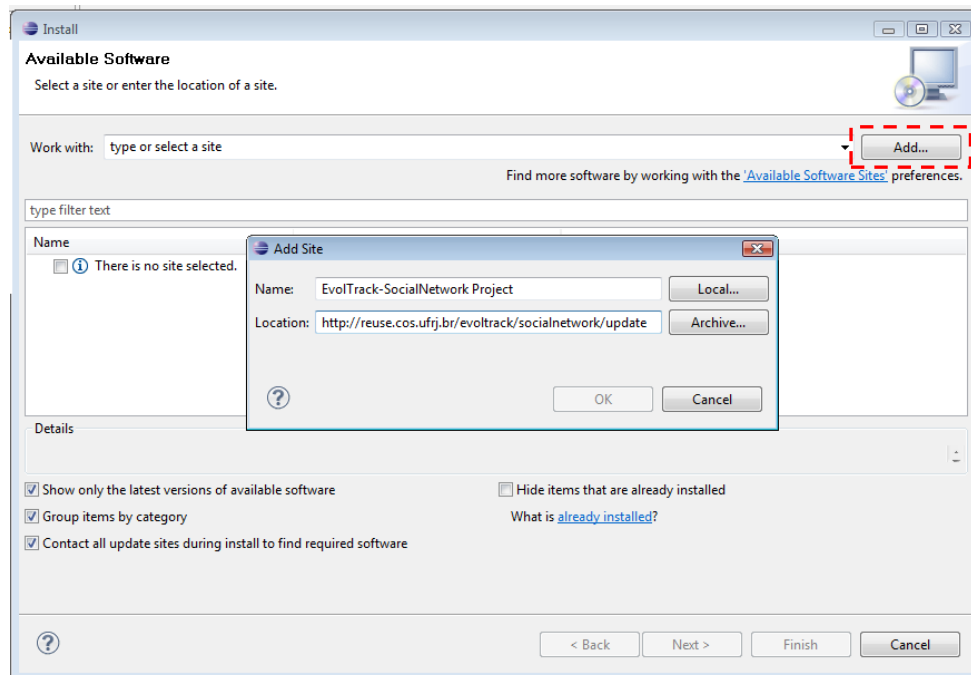 Install
Available Software
Select a site or enter the location of a site.
Work with: type or select a site Add...
Find more software by working with the 'Available Software Sites' preferences.
type filter text
Name
There is no site selected.
Add Site
Name: EvolTrack-SocialNetwork Project Local...
Location: http://reuse.cos.ufrj.br/evoltrack/socialnetwork/update Archive...
OK Cancel
Details
Show only the latest versions of available software Hide items that are already installed
Group items by category What is already installed?
Contact all update sites during install to find required software
< Back Next > Finish Cancel